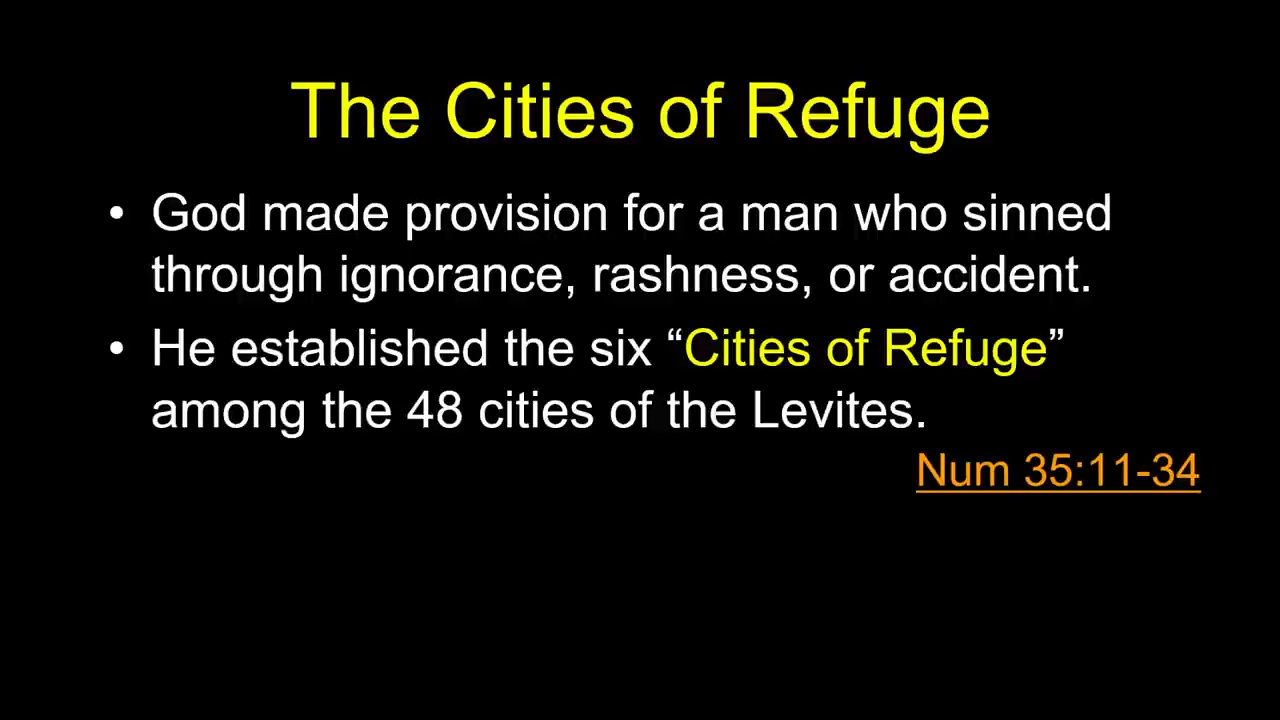 The Cities of Refuge
• God made provision for a man who sinned
through ignorance, rashness, or accident.
• He established the six “Cities of Refuge”
among the 48 cities of the Levites.
Num 35:11-34